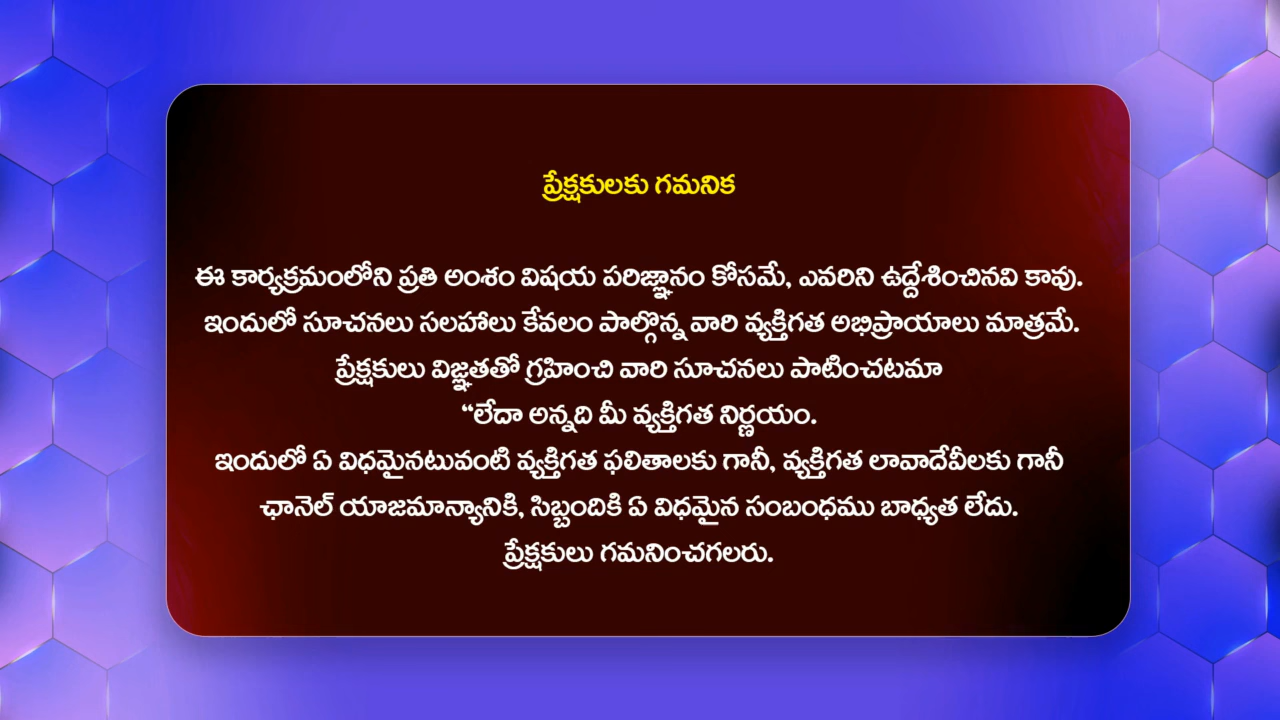 ప్రేక్షకులకు గమనిక
ఈ కార్యక్రమంలోని ప్రతి అంశం విషయ పరిజ్ఞానం కోసమే, ఎవరిని ఉద్దేశించినవి కావు.
ఇందులో సూచనలు సలహాలు కేవలం పాల్గొన్న వారి వ్యక్తిగత అభిప్రాయాలు మాత్రమే.
ప్రేక్షకులు విజ్ఞతతో గ్రహించి వారి సూచనలు పాటించటమా
“లేదా అన్నది మీ వ్యక్తిగత నిర్ణయం.
ఇందులో ఏ విధమైనటువంటి వ్యక్తిగత ఫలితాలకు గానీ, వ్యక్తిగత లావాదేవీలకు గానీ
ఛానెల్ యాజమాన్యానికి, సిబ్బందికి ఏ విధమైన సంబంధము బాధ్యత లేదు.
ప్రేక్షకులు గమనించగలరు.